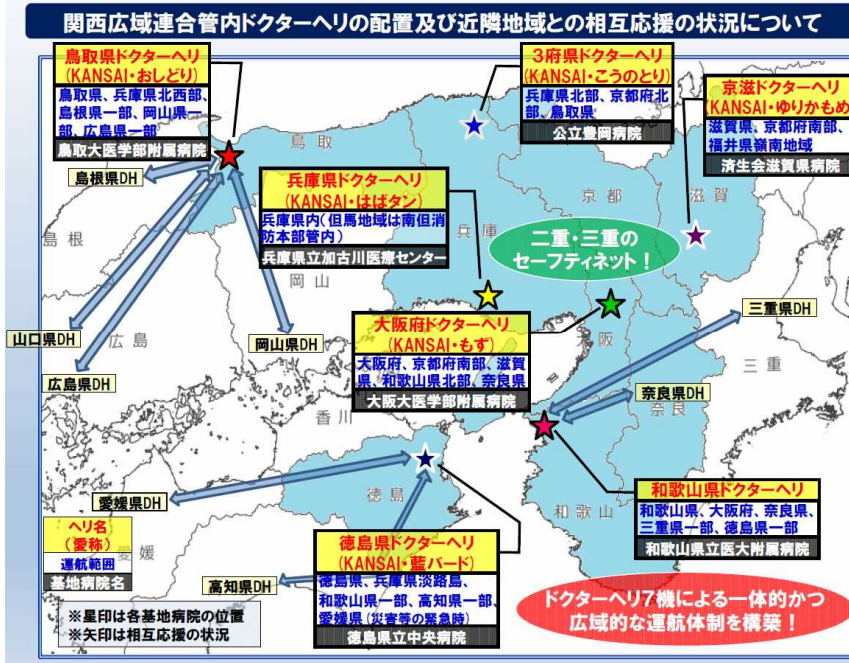 関西広域連合管内ドクターヘリの配置及び近隣地域との相互応援の状況について
鳥取県ドクターヘリ
(KANSAI・おしどり)
鳥取県、兵庫県北西部、
島根県一部、岡山県一
部、広島県一部
鳥取大医学部附属病院
3府県ドクターヘリ
(KANSAI・こうのとり)
兵庫県北部、京都府北
部、鳥取県
公立豊岡病院
京滋ドクターヘリ
(KANSAI・ゆりかもめ)
滋賀県、京都府南部、
福井県嶺南地域
済生会滋賀県病院
鳥取
島根県DH
兵庫県ドクターヘリ
(KANSAI・はばタン)
兵庫県内(但馬地域は南但消
防本部管内)
兵庫県立加古川医療センター
京都
滋賀
兵庫
二重・三重の
セーフティネット!
島根
岡山
三重県DH
大阪府ドクターヘリ
(KANSAI・もず)
大阪府、京都府南部、滋賀
県、和歌山県北部、奈良県
大阪大医学部附属病院
大阪
山口県DH
広島
岡山県DH
三重
広島県DH
奈良県DH
奈良
香川
和歌山県ドクターヘリ
和歌山県、大阪府、奈良県、
三重県一部、徳島県一部
和歌山県立医大附属病院
愛媛県DH
徳島
和歌山
ヘリ名
(愛称)
運航範囲
基地病院名
愛媛
徳島県ドクターヘリ
(KANSAI・藍バード)
徳島県、兵庫県淡路島、
和歌山県一部、高知県一部、
愛媛県(災害等の緊急時)
徳島県立中央病院
高知県DH
※星印は各基地病院の位置
※矢印は相互応援の状況
ドクターヘリ7機による一体的かつ
広域的な運航体制を構築!